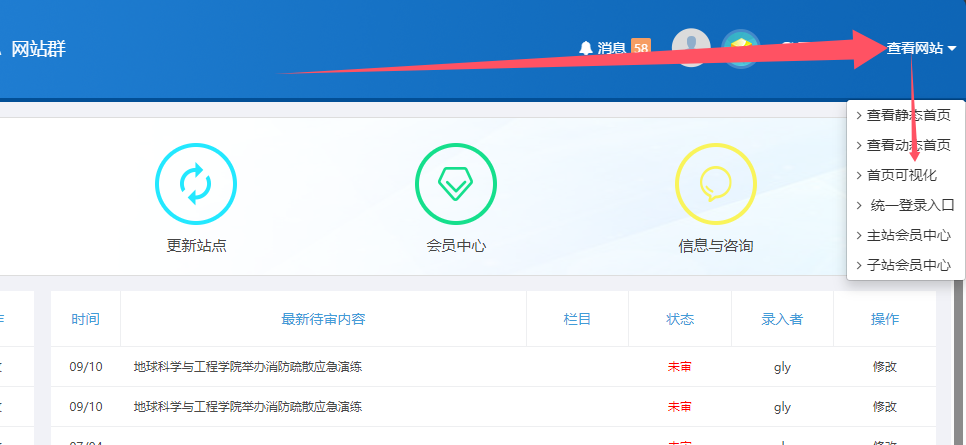 网站群
消息 58
查看网站
查看静态首页
查看动态首页
首页可视化
统一登录入口
主站会员中心
子站会员中心
更新站点 会员中心 信息与咨询
时间 最新待审内容 栏目 状态 录入者 操作
09/10 地球科学与工程学院举办消防疏散应急演练 未审 gly 修改
09/10 地球科学与工程学院举办消防疏散应急演练 未审 gly 修改